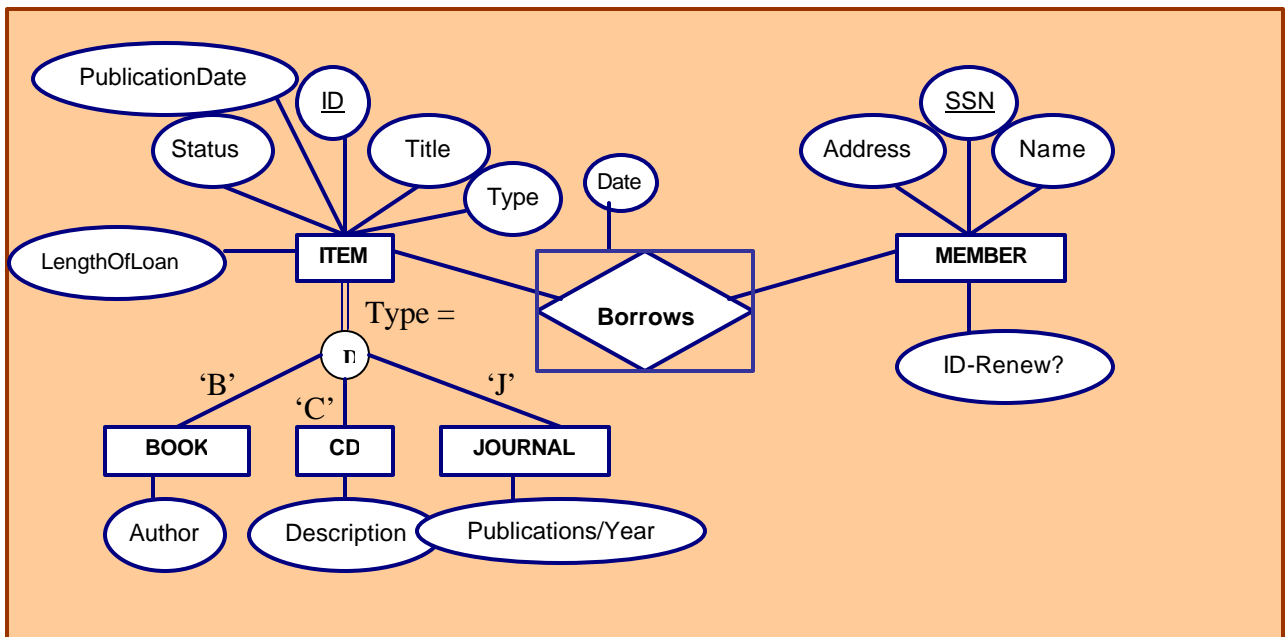 PublicationDate
ID
SSN
Status
Title
Address
Name
Type
Date
LengthOfLoan
ITEM
MEMBER
Type =
Borrows
D
ID-Renew?
‘B’
‘C’
‘J’
BOOK
CD
JOURNAL
Author
Description
Publications/Year